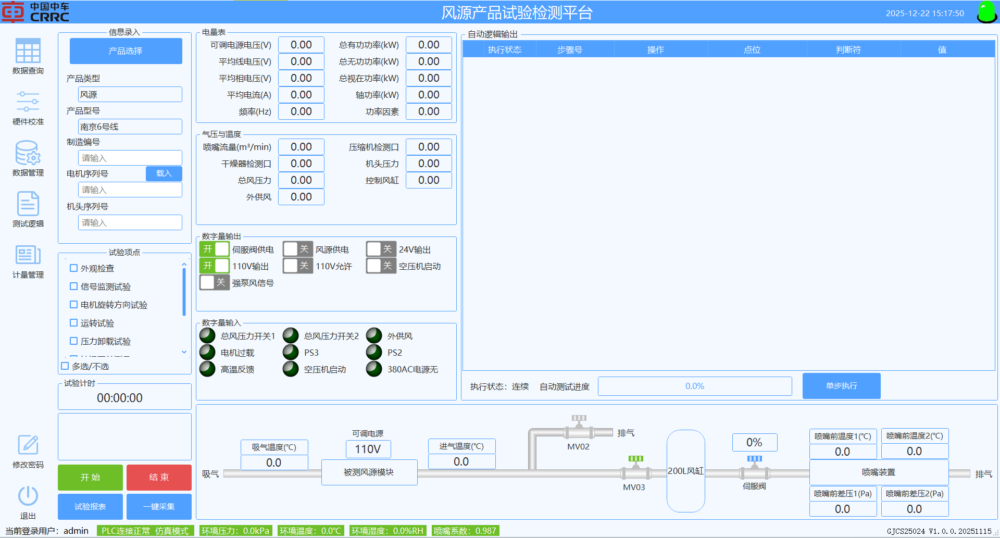 中国中车
CRRC
风源产品试验检测平台
2025-12-22 15:17:50
数据查询
硬件校准
数据管理
测试逻辑
计量管理
修改密码
退出
信息录入
产品选择
产品类型
风源
产品型号
南京6号线
制造编号
请输入
电机序列号
载入
请输入
机头序列号
请输入
试验项点
外观检查
信号监测试验
电机旋转方向试验
运转试验
压力卸载试验
多选/不选
试验计时
00:00:00
开 始
结 束
试验报表
一键采集
电量表
可调电源电压(V) 0.00 总有功功率(kW) 0.00
平均线电压(V) 0.00 总无功功率(kW) 0.00
平均相电压(V) 0.00 总视在功率(kW) 0.00
平均电流(A) 0.00 轴功率(kW) 0.00
频率(Hz) 0.00 功率因素 0.00
气压与温度
喷嘴流量(m³/min) 0.00 压缩机检测口 0.00
干燥器检测口 0.00 机头压力 0.00
总风压力 0.00 控制风缸 0.00
外供风 0.00
数字量输出
开 伺服阀供电 关 风源供电 关 24V输出
开 110V输出 关 110V允许 关 空压机启动
关 强泵风信号
数字量输入
总风压力开关1 总风压力开关2 外供风
电机过载 PS3 PS2
高温反馈 空压机启动 380AC电源无
自动逻辑输出
执行状态 步骤号 操作 点位 判断符 值
执行状态: 连续 自动测试进度 0.0% 单步执行
吸气
吸气温度(℃)
0.0
可调电源
110V
被测风源模块
进气温度(℃)
0.0
排气
MV02
MV03
200L风缸
0%
伺服阀
喷嘴前温度1(℃) 喷嘴前温度2(℃)
0.0 0.0
喷嘴装置
排气
喷嘴前差压1(Pa) 喷嘴前差压2(Pa)
0.0 0.0
当前登录用户: admin PLC连接正常 仿真模式 环境压力: 0.0kPa 环境温度: 0.0℃ 环境湿度: 0.0%RH 喷嘴系数: 0.987
GJCS25024 V1.0.0.20251115